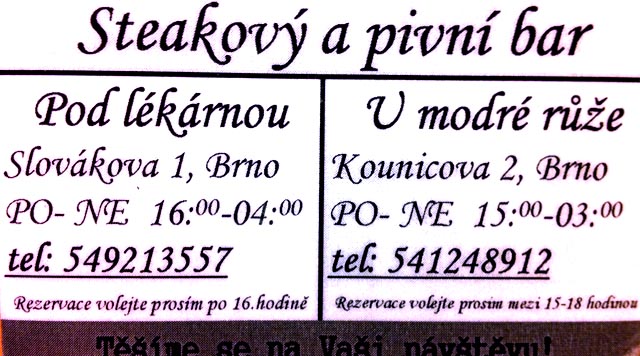 Steakový a pivní bar
Pod lékárnou
Slovákova 1, Brno
PO- NE 16:00-04:00
tel: 549213557
Rezervace volejte prosím po 16.hodině
U modré růže
Kounicova 2, Brno
PO- NE 15:00-03:00
tel: 541248912
Rezervace volejte prosím mezi 15-18 hodinou
Těšíme se na Vaši návštěvu!